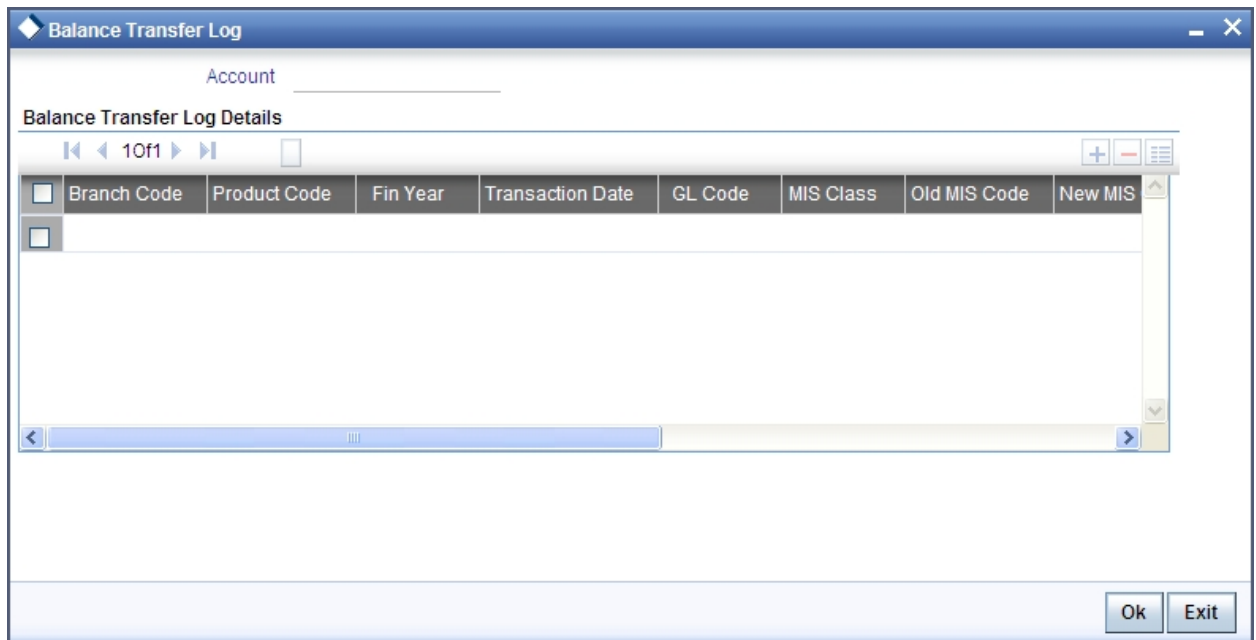 Balance Transfer Log
Account
Balance Transfer Log Details
1Of1
Branch Code Product Code Fin Year Transaction Date GL Code MIS Class Old MIS Code New MIS
Ok Exit